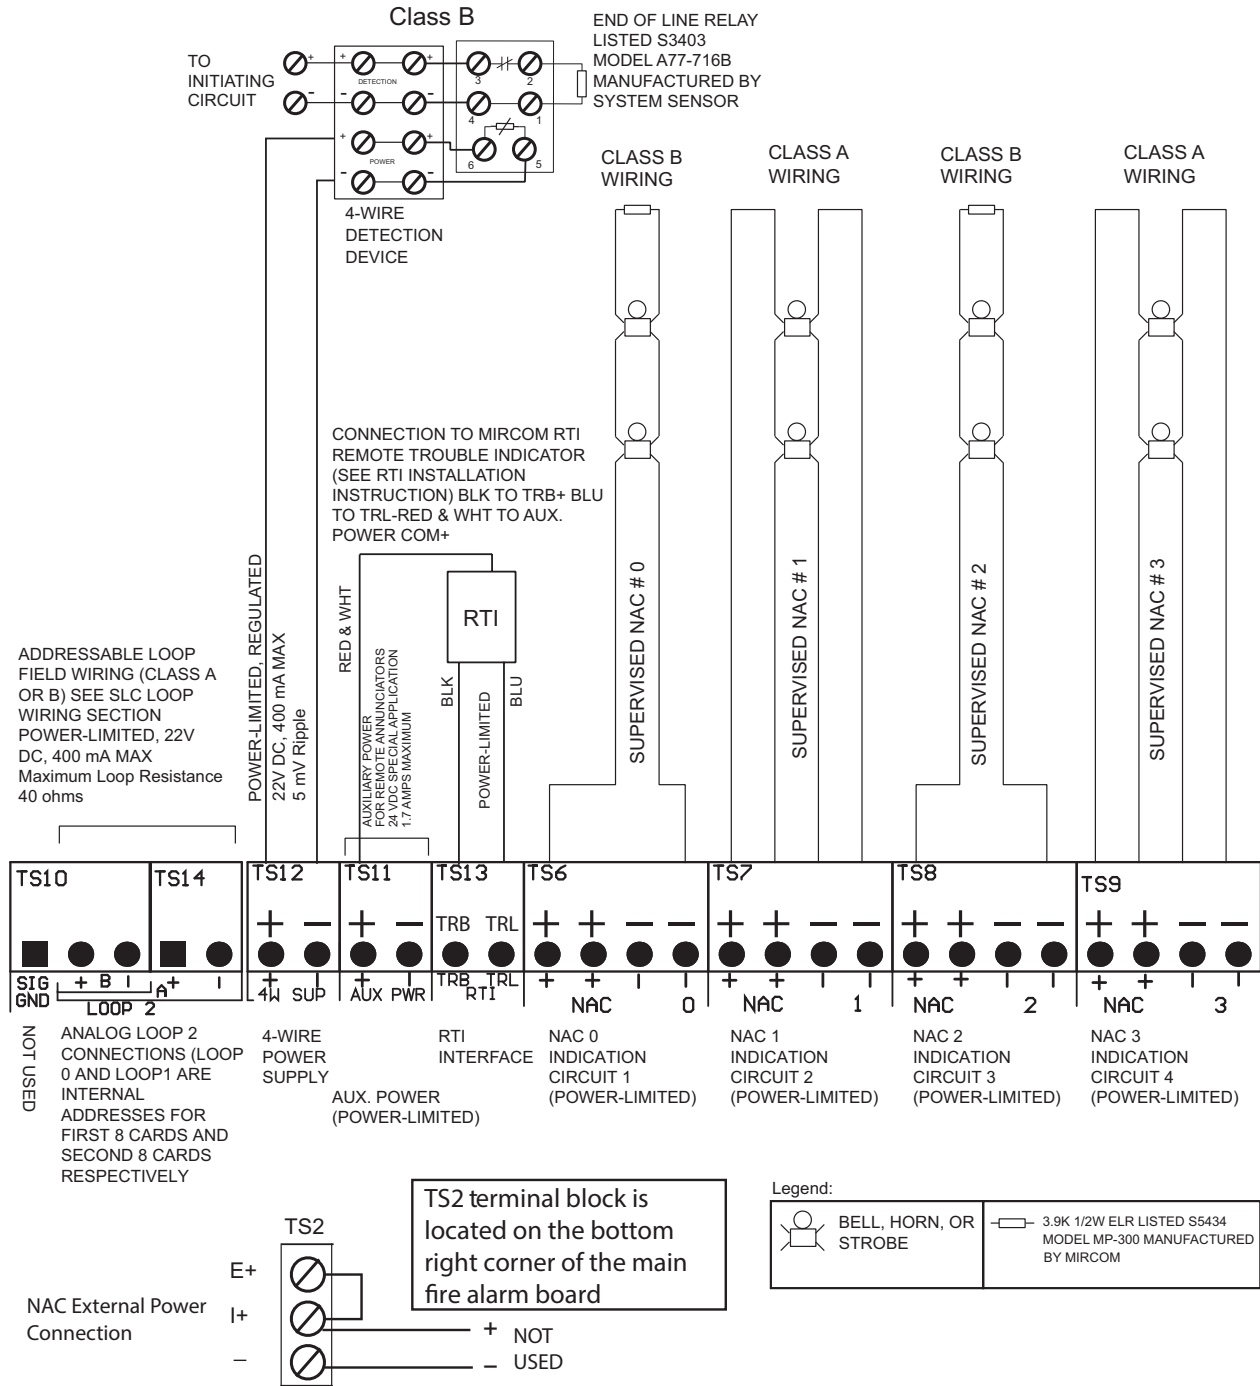 Class B
TO
INITIATING
CIRCUIT
+
-
+
+
DETECTION
-
-
+
+
POWER
-
-
3
2
4
1
6
5
END OF LINE RELAY
LISTED S3403
MODEL A77-716B
MANUFACTURED BY
SYSTEM SENSOR
4-WIRE
DETECTION
DEVICE
CLASS B
WIRING
CLASS A
WIRING
CLASS B
WIRING
CLASS A
WIRING
CONNECTION TO MIRCOM RTI
REMOTE TROUBLE INDICATOR
(SEE RTI INSTALLATION
INSTRUCTION) BLK TO TRB+ BLU
TO TRL-RED & WHT TO AUX.
POWER COM+
ADDRESSABLE LOOP
FIELD WIRING (CLASS A
OR B) SEE SLC LOOP
WIRING SECTION
POWER-LIMITED, 22V
DC, 400 mA MAX
Maximum Loop Resistance
40 ohms
POWER-LIMITED, REGULATED
22V DC, 400 mA MAX
5 mV Ripple
RED & WHT
AUXILIARY POWER
FOR REMOTE ANNUNCIATORS
24 VDC SPECIAL APPLICATION
1.7 AMPS MAXIMUM
RTI
BLK
POWER-LIMITED
BLU
SUPERVISED NAC # 0
SUPERVISED NAC # 1
SUPERVISED NAC # 2
SUPERVISED NAC # 3
TS10 TS14 TS12 TS11 TS13 TS6 TS7 TS8 TS9
+ − + − TRB TRL + + − − + + − − + + − − + + − −
SIG GND + B − A + − + − + − TRB TRL + + − − + + − − + + − − + + − −
LOOP 2 4W SUP AUX PWR RTI NAC 0 NAC 1 NAC 2 NAC 3
NOT USED
ANALOG LOOP 2
CONNECTIONS (LOOP
0 AND LOOP1 ARE
INTERNAL
ADDRESSES FOR
FIRST 8 CARDS AND
SECOND 8 CARDS
RESPECTIVELY
4-WIRE
POWER
SUPPLY
AUX. POWER
(POWER-LIMITED)
RTI
INTERFACE
NAC 0
INDICATION
CIRCUIT 1
(POWER-LIMITED)
NAC 1
INDICATION
CIRCUIT 2
(POWER-LIMITED)
NAC 2
INDICATION
CIRCUIT 3
(POWER-LIMITED)
NAC 3
INDICATION
CIRCUIT 4
(POWER-LIMITED)
TS2
E+
I+
−
NAC External Power
Connection
+
−
NOT
USED
TS2 terminal block is
located on the bottom
right corner of the main
fire alarm board
Legend:
BELL, HORN, OR
STROBE
3.9K 1/2W ELR LISTED S5434
MODEL MP-300 MANUFACTURED
BY MIRCOM